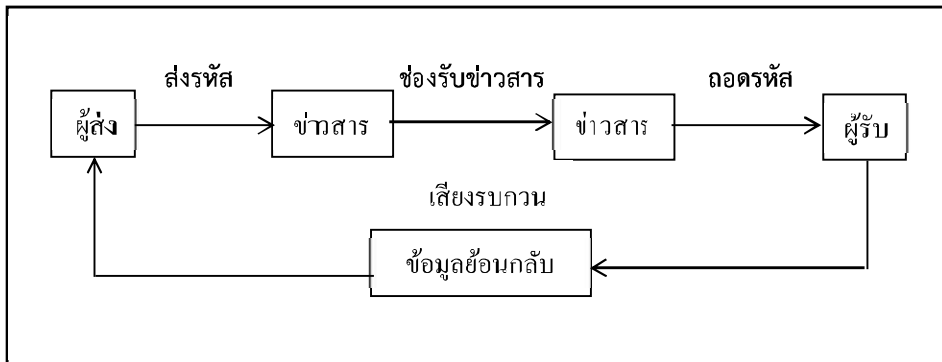 ส่งรหัส ช่องรับข่าวสาร ถอดรหัส
ผู้ส่ง ข่าวสาร ข่าวสาร ผู้รับ
เสียงรบกวน
ข้อมูลย้อนกลับ